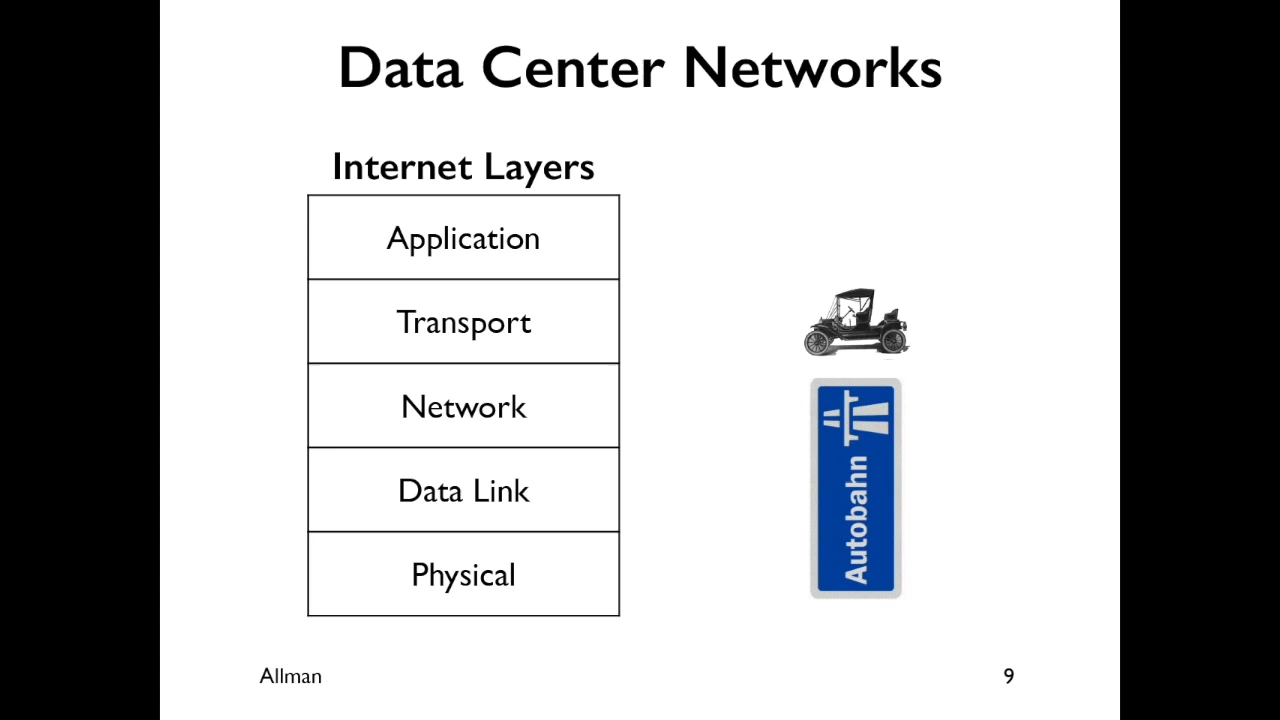 Data Center Networks
Internet Layers
Application
Transport
Network
Data Link
Physical
Autobahn
Allman
9